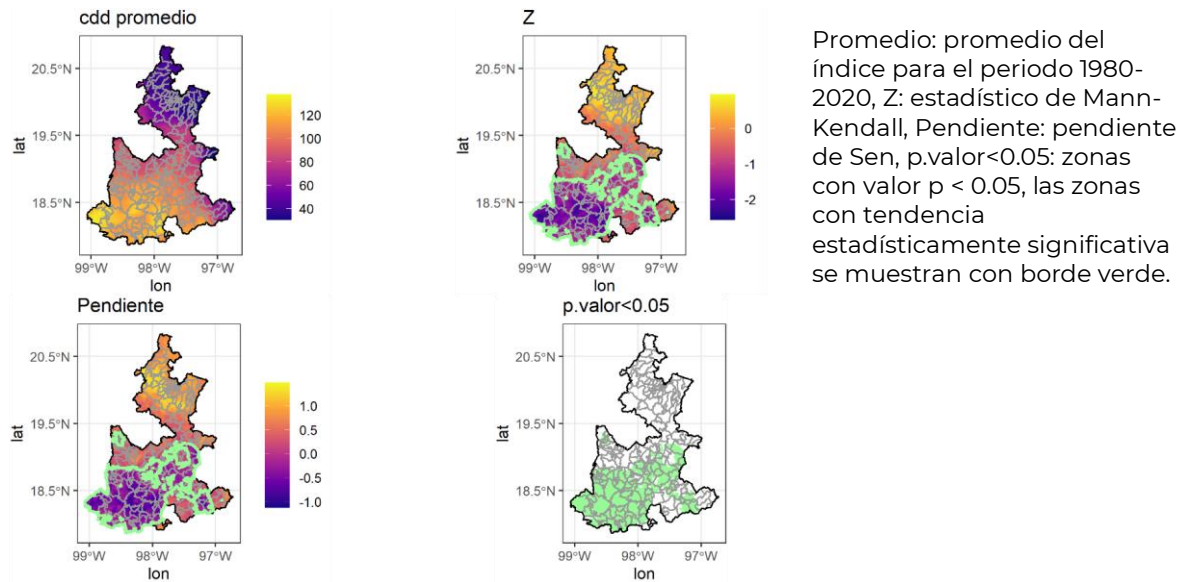 cdd promedio
20.5°N
19.5°N
18.5°N
lat
99°W 98°W 97°W
lon
120
100
80
60
40
Z
20.5°N
19.5°N
18.5°N
lat
99°W 98°W 97°W
lon
0
-1
-2
Promedio: promedio del
índice para el periodo 1980-
2020, Z: estadístico de Mann-
Kendall, Pendiente: pendiente
de Sen, p.valor<0.05: zonas
con valor p < 0.05, las zonas
con tendencia
estadísticamente significativa
se muestran con borde verde.
Pendiente
20.5°N
19.5°N
18.5°N
lat
99°W 98°W 97°W
lon
1.0
0.5
0.0
-0.5
-1.0
p.valor<0.05
20.5°N
19.5°N
18.5°N
lat
99°W 98°W 97°W
lon